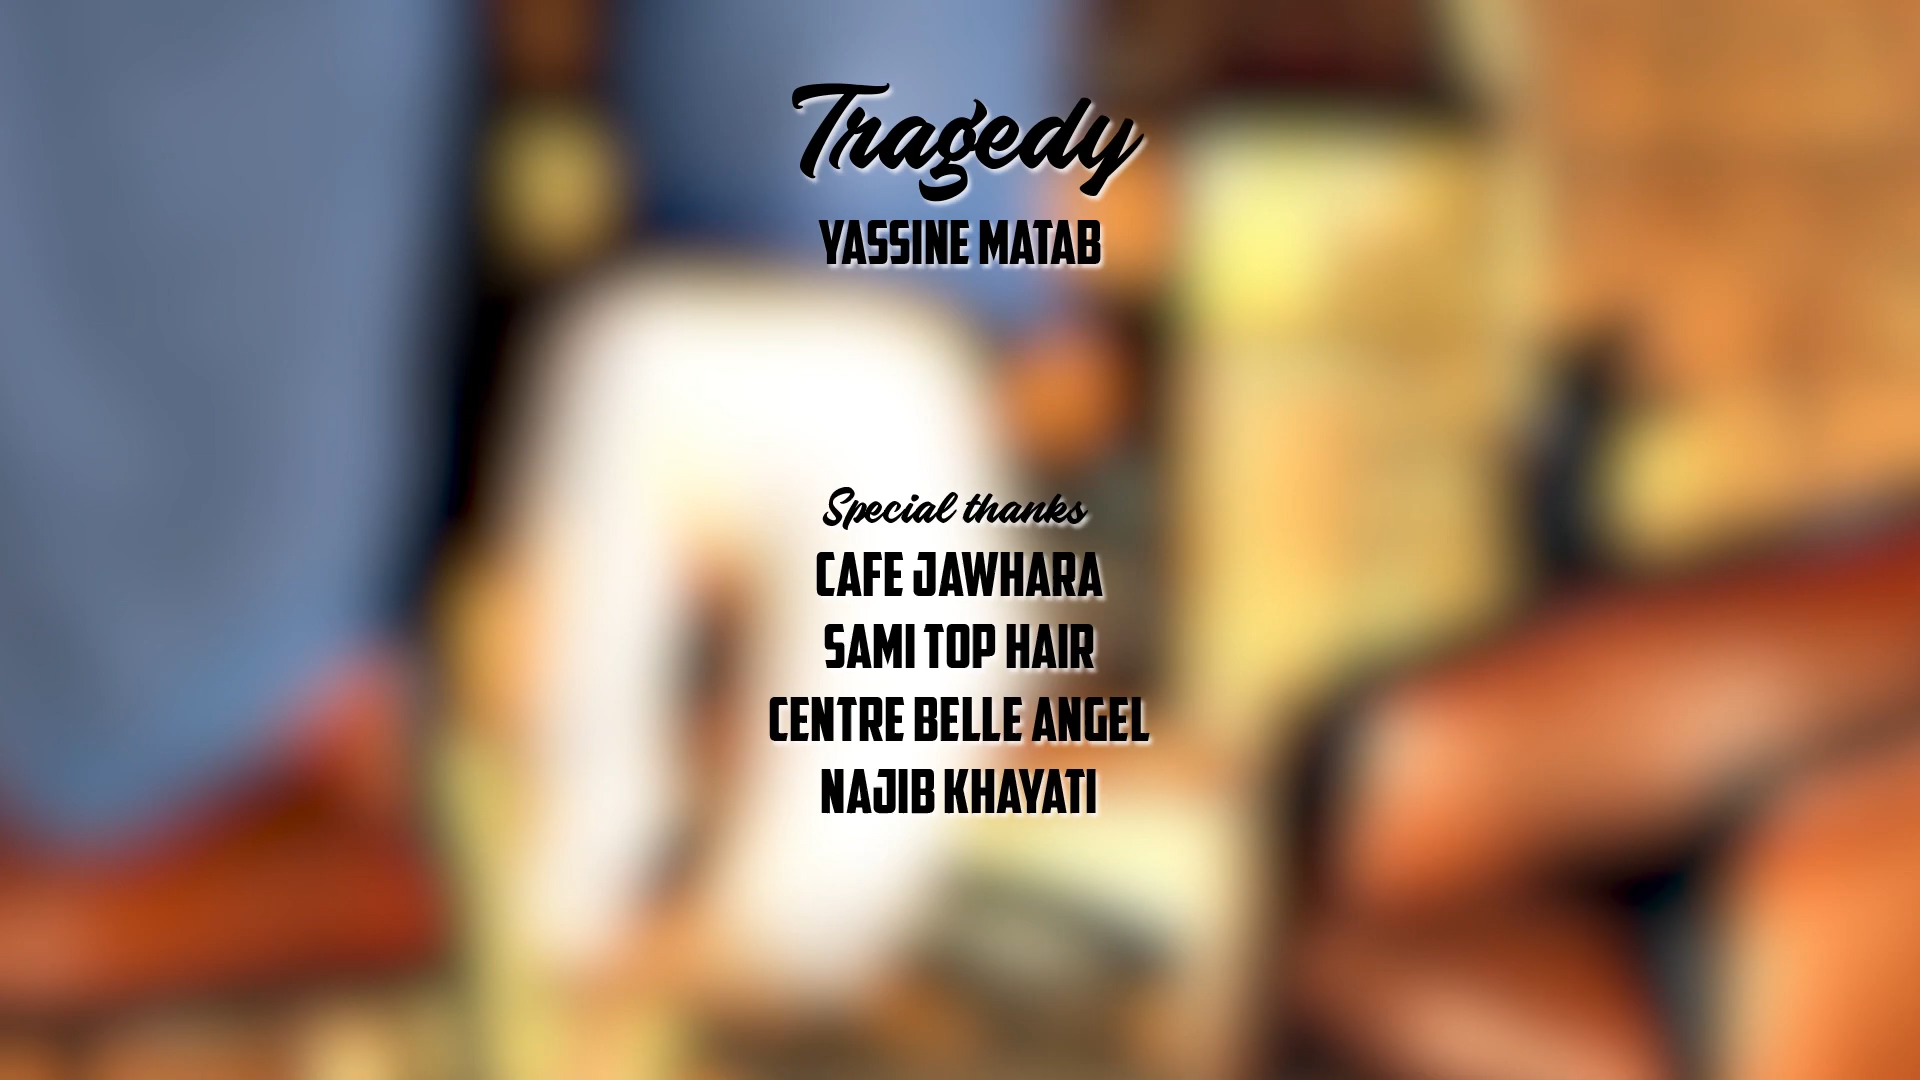 Tragedy
YASSINE MATAB
Special thanks
CAFE JAWHARA
SAMI TOP HAIR
CENTRE BELLE ANGEL
NAJIB KHAYATI